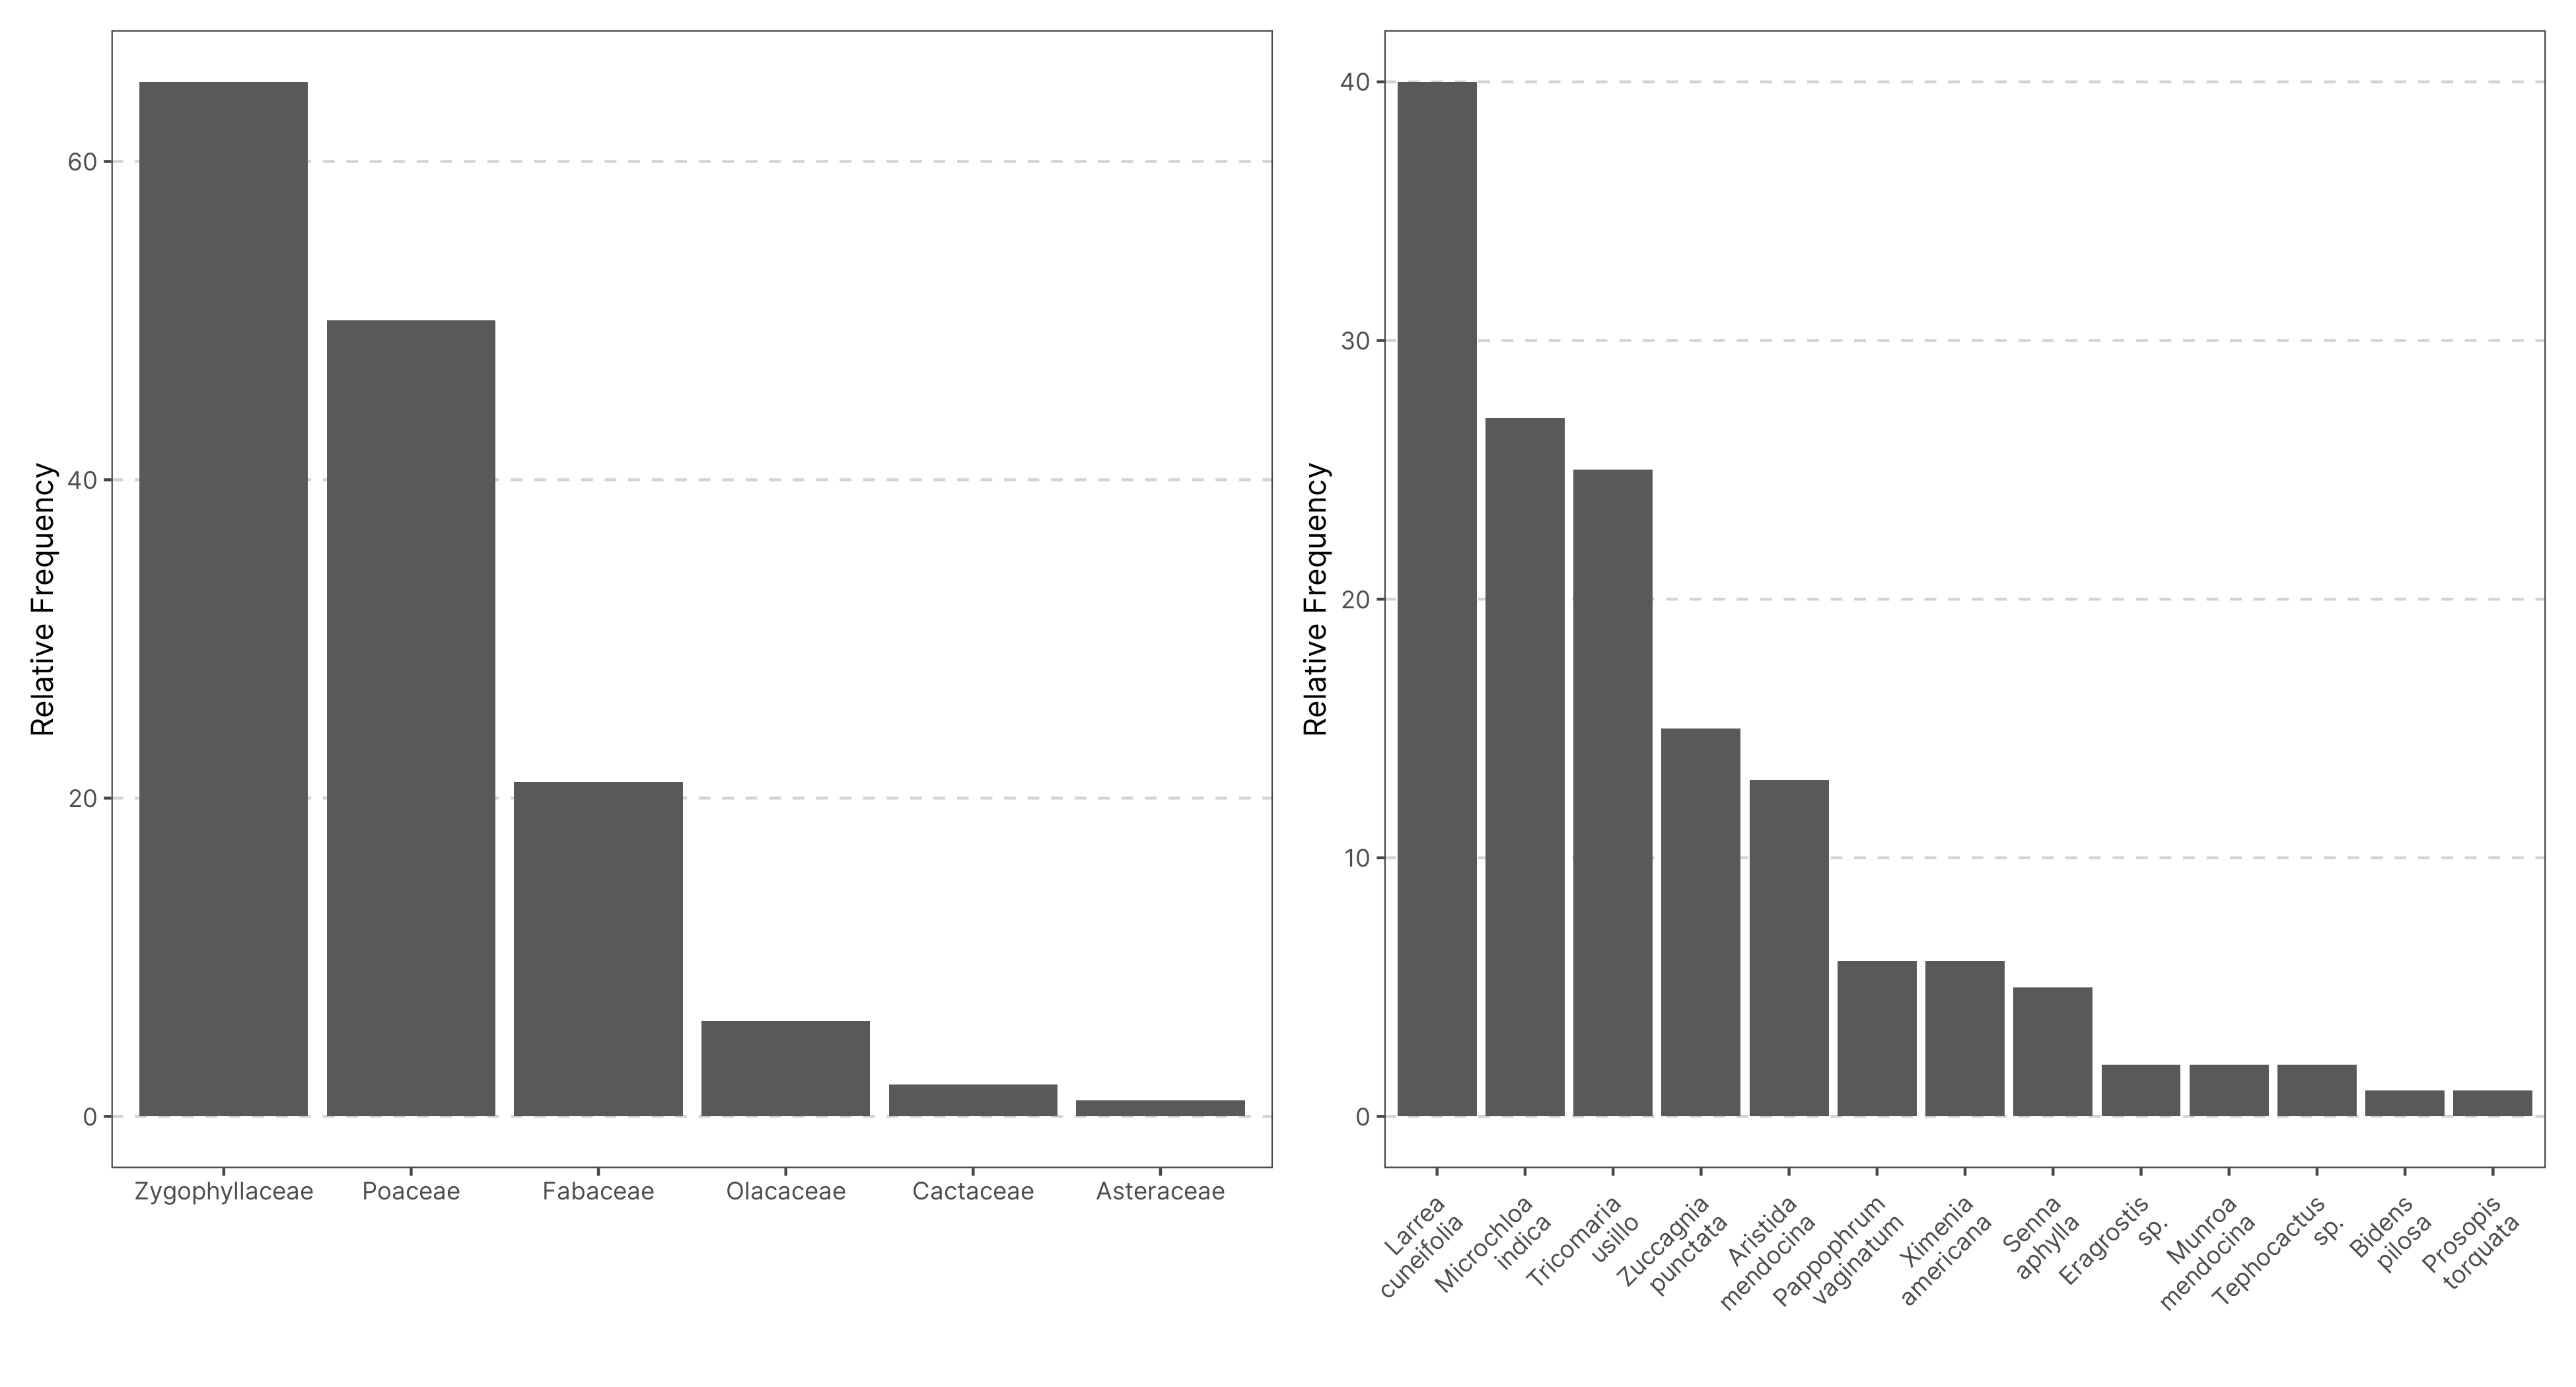 Relative Frequency
60
40
20
0
Zygophyllaceae
Poaceae
Fabaceae
Olacaceae
Cactaceae
Asteraceae
Relative Frequency
40
30
20
10
0
Larrea
cuneifolia
Microchloa
indica
Tricomaria
usillo
Zuccagnia
punctata
Aristida
mendocina
Pappophrum
vaginatum
Ximenia
americana
Senna
aphylla
Eragrostis
sp.
Munroa
mendocina
Tephocactus
sp.
Bidens
pilosa
Prosopis
torquata